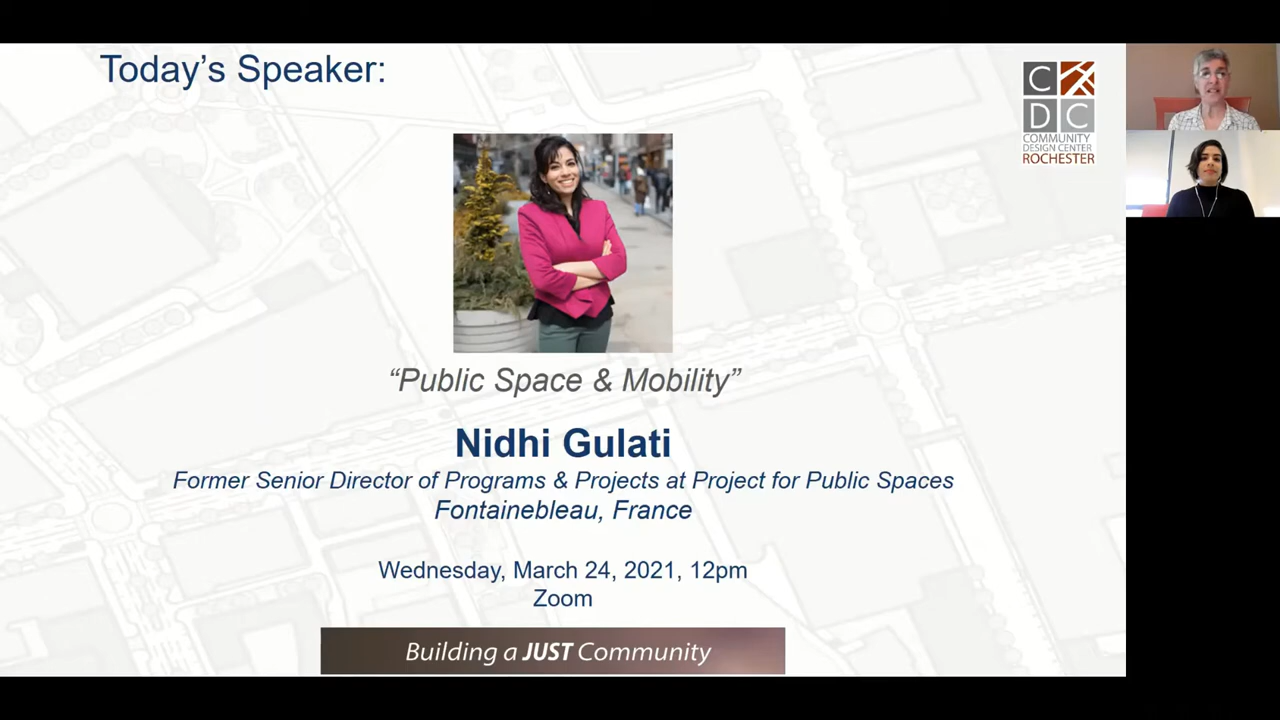 Today's Speaker:
C
DC
COMMUNITY
DESIGN CENTER
ROCHESTER
“Public Space & Mobility”
Nidhi Gulati
Former Senior Director of Programs & Projects at Project for Public Spaces
Fontainebleau, France
Wednesday, March 24, 2021, 12pm
Zoom
Building a JUST Community